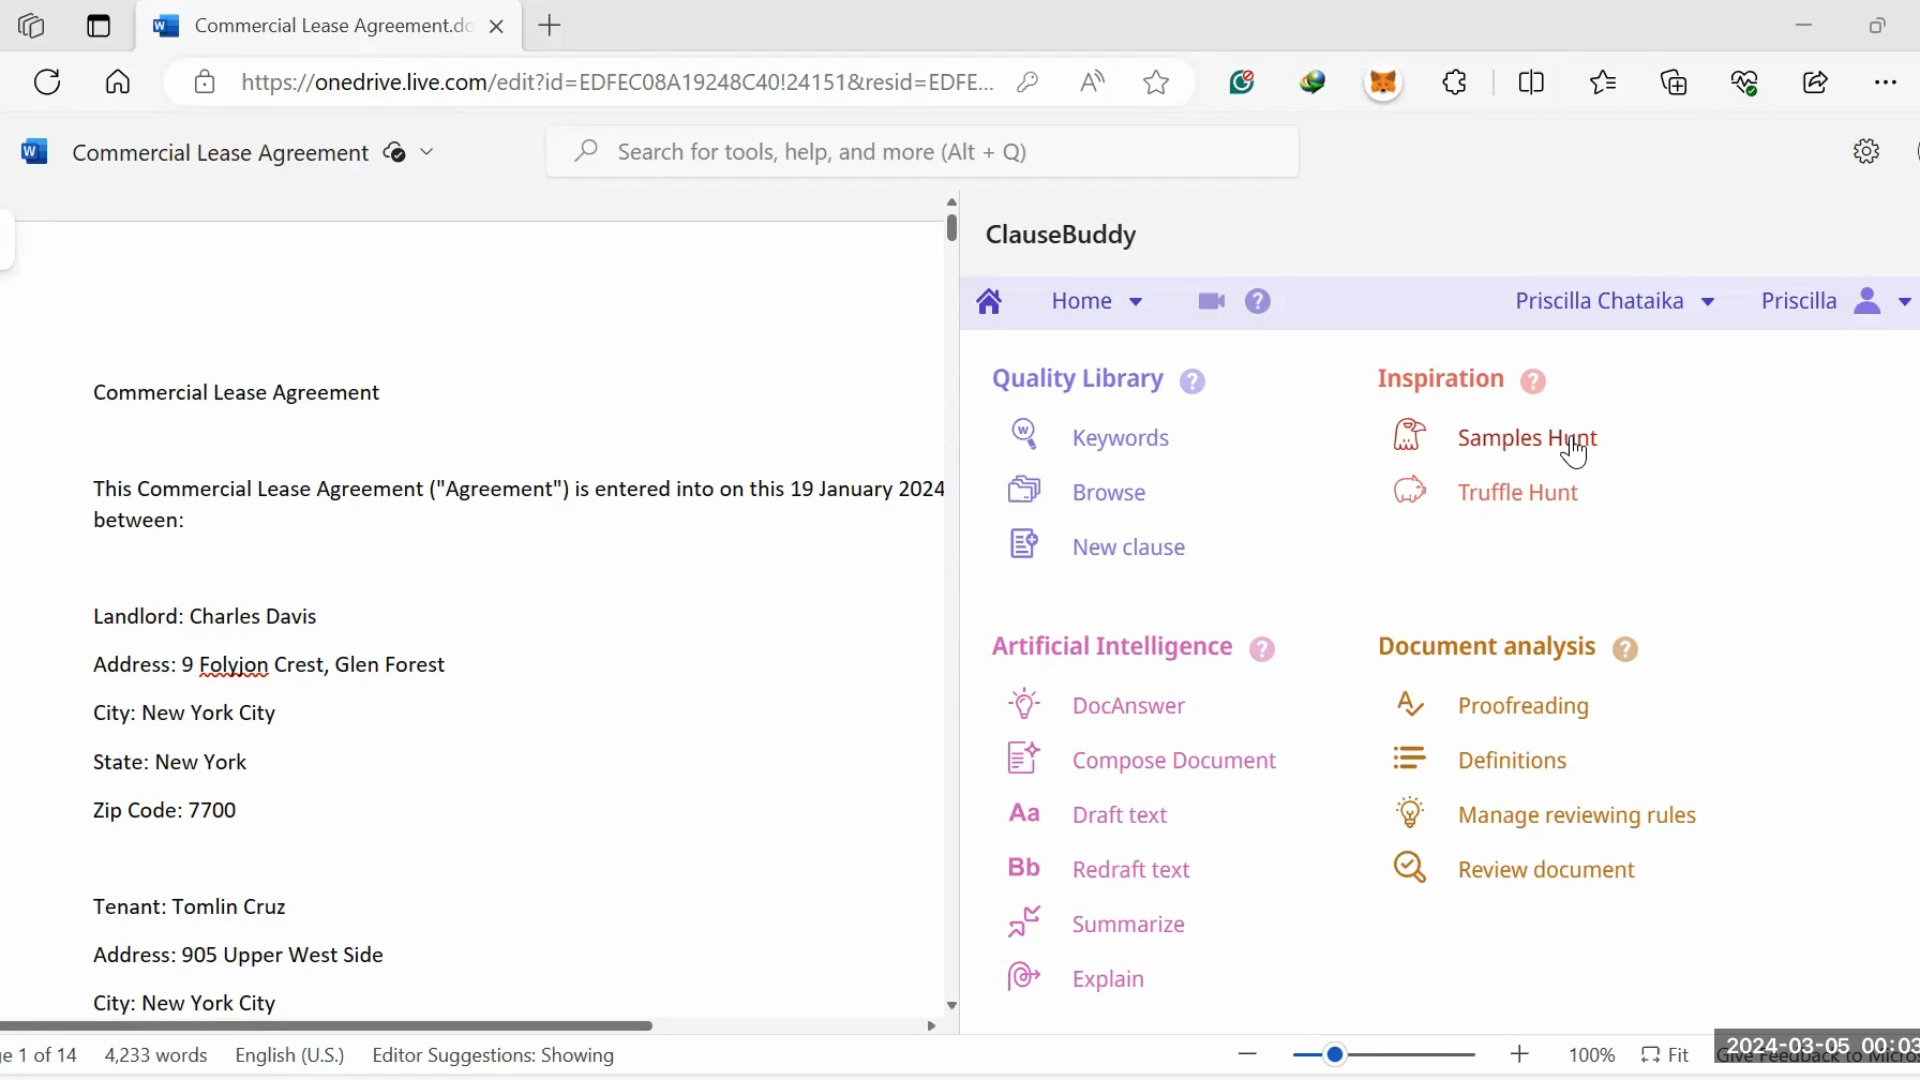 Commercial Lease Agreement.do
https://onedrive.live.com/edit?id=EDFEC08A19248C40!24151&resid=EDFE...
Commercial Lease Agreement
Search for tools, help, and more (Alt + Q)
ClauseBuddy
Home
Priscilla Chataika
Priscilla
Commercial Lease Agreement
This Commercial Lease Agreement ("Agreement") is entered into on this 19 January 2024
between:
Landlord: Charles Davis
Address: 9 Folyjon Crest, Glen Forest
City: New York City
State: New York
Zip Code: 7700
Tenant: Tomlin Cruz
Address: 905 Upper West Side
City: New York City
Quality Library ?
Keywords
Browse
New clause
Inspiration ?
Samples Hunt
Truffle Hunt
Artificial Intelligence ?
DocAnswer
Compose Document
Aa Draft text
Bb Redraft text
Summarize
Explain
Document analysis ?
Proofreading
Definitions
Manage reviewing rules
Review document
e 1 of 14 4,233 words English (U.S.) Editor Suggestions: Showing
100% Fit
2024-03-05 00:03